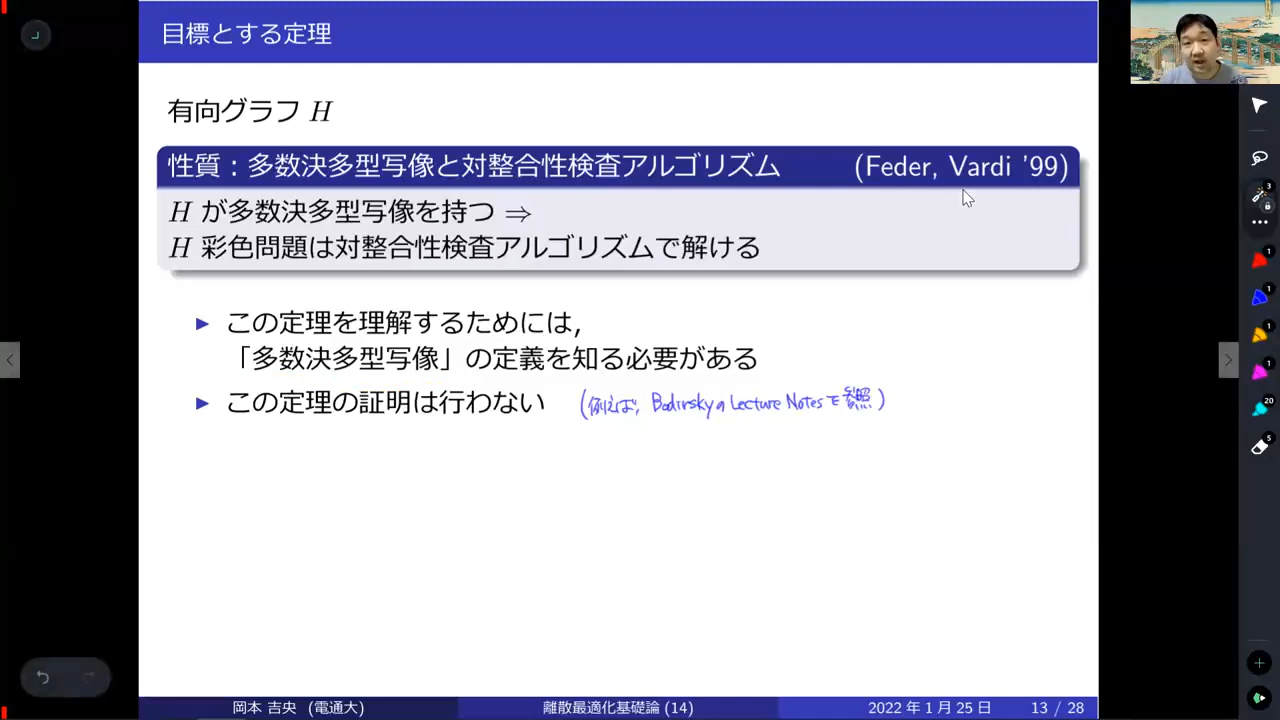 目標とする定理
有向グラフ H
性質：多数決多型写像と対整合性検査アルゴリズム (Feder, Vardi '99)
H が多数決多型写像を持つ ⇒
H 彩色問題は対整合性検査アルゴリズムで解ける
この定理を理解するためには,
「多数決多型写像」の定義を知る必要がある
この定理の証明は行わない (例えば, Bodirsky の Lecture Notes を参照)
岡本 吉央 (電通大) 離散最適化基礎論 (14) 2022 年 1 月 25 日 13 / 28
3
1
1
1
1
20
5